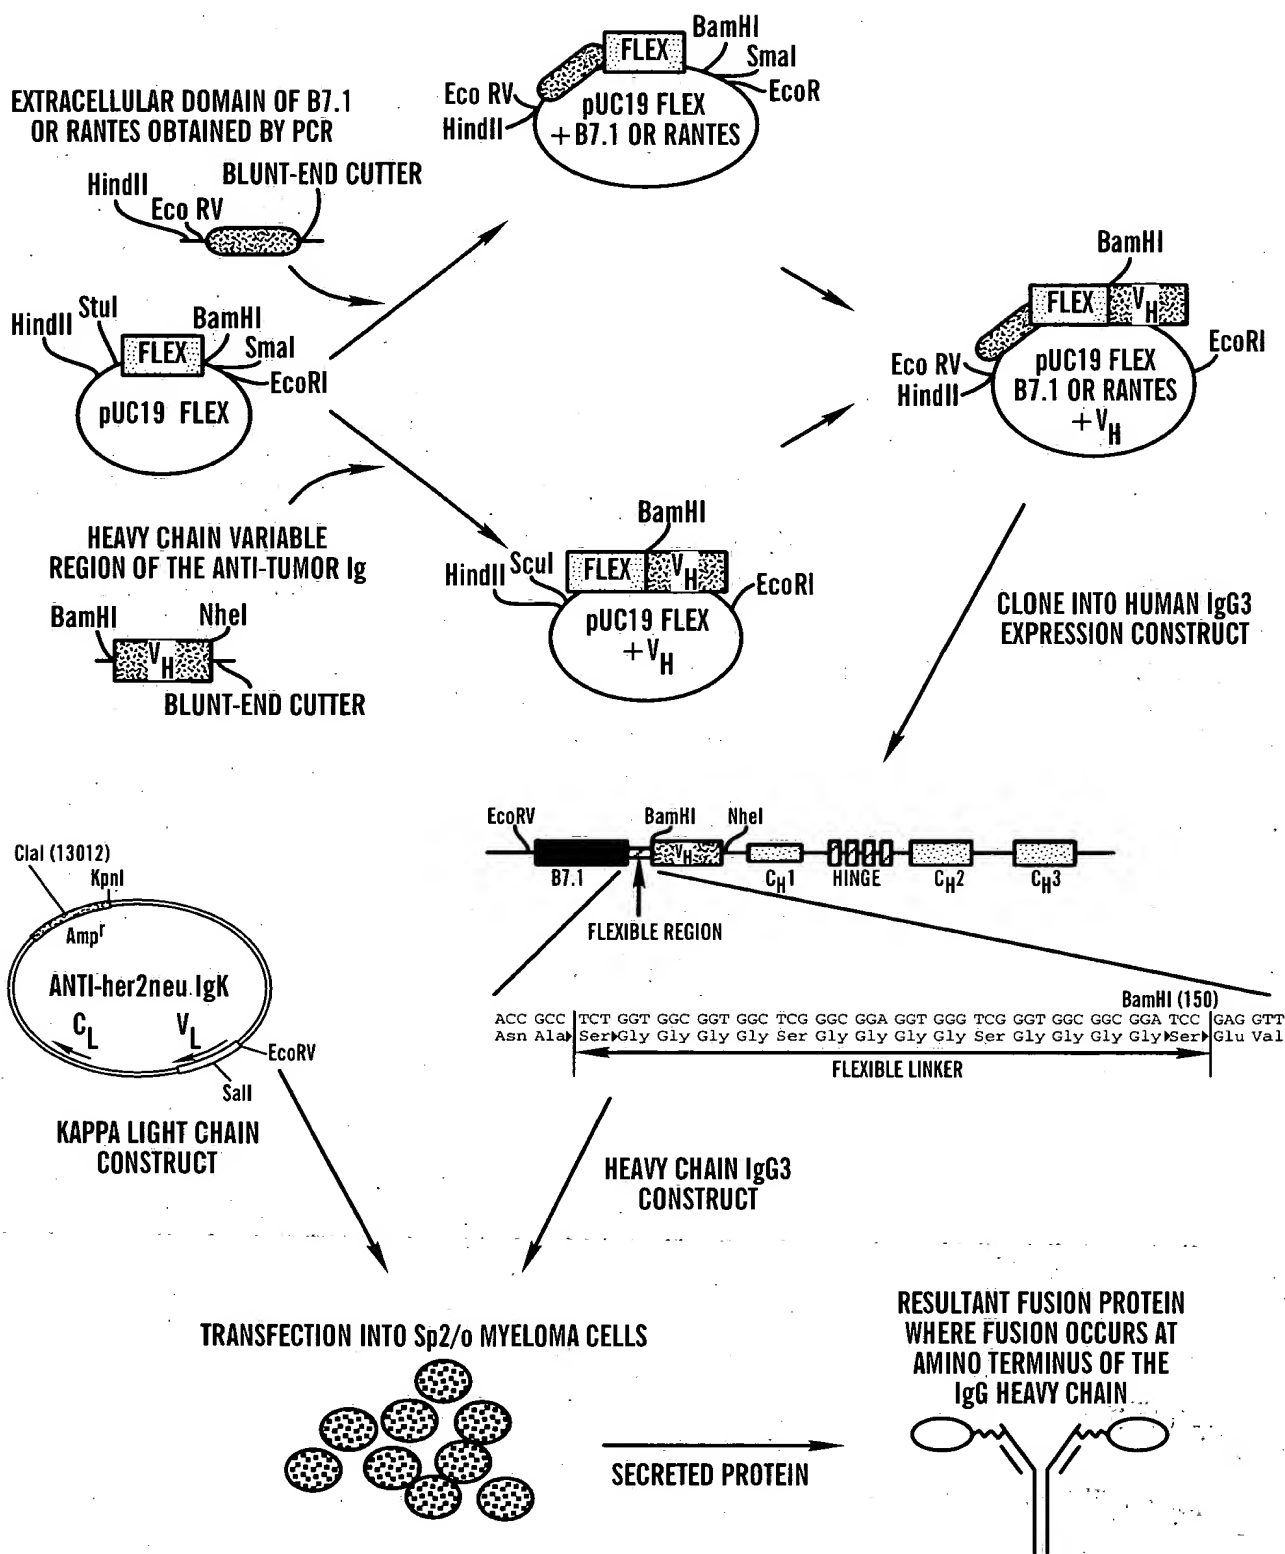 EXTRACELLULAR DOMAIN OF B7.1
OR RANTES OBTAINED BY PCR
HindII
Eco RV
BLUNT-END CUTTER
FLEX
BamHI
SmaI
EcoR
Eco RV
HindII
pUC19 FLEX
+B7.1 OR RANTES
HindII
StuI
FLEX
BamHI
SmaI
EcoRI
pUC19 FLEX
HEAVY CHAIN VARIABLE
REGION OF THE ANTI-TUMOR Ig
BamHI
NheI
VH
BLUNT-END CUTTER
BamHI
HindII
ScuI
FLEX
VH
EcoRI
pUC19 FLEX
+VH
BamHI
FLEX
VH
EcoRI
Eco RV
HindII
pUC19 FLEX
B7.1 OR RANTES
+VH
CLONE INTO HUMAN IgG3
EXPRESSION CONSTRUCT
EcoRV
BamHI
NheI
VH
B7.1
CH1
HINGE
CH2
CH3
FLEXIBLE REGION
BamHI (150)
ACC GCC TCT GGT GGC GGT GGC TCG GGC GGA GGT GGG TCG GGT GGC GGC GGA TCC GAG GTT
Asn Ala Ser Gly Gly Gly Gly Ser Gly Gly Gly Gly Ser Gly Gly Gly Gly Ser Glu Val
FLEXIBLE LINKER
ClaI (13012)
KpnI
Ampr
ANTI-her2neu IgK
CL
VL
EcoRV
SalI
KAPPA LIGHT CHAIN
CONSTRUCT
HEAVY CHAIN IgG3
CONSTRUCT
TRANSFECTION INTO Sp2/o MYELOMA CELLS
SECRETED PROTEIN
RESULTANT FUSION PROTEIN
WHERE FUSION OCCURS AT
AMINO TERMINUS OF THE
IgG HEAVY CHAIN